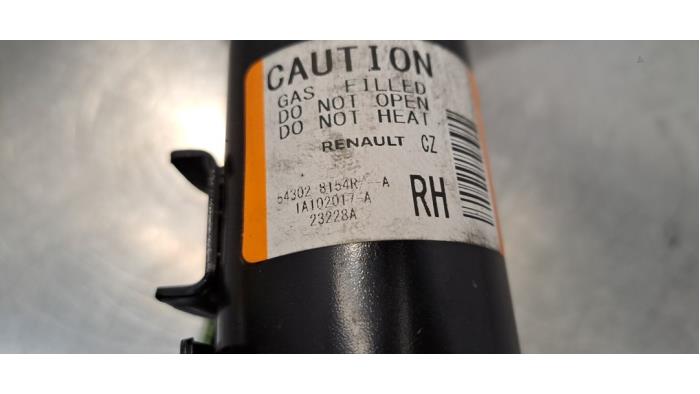 CAUTION
GAS FILLED
DO NOT OPEN
DO NOT HEAT
RENAULT CZ
54302 8154R -A
1A102017-A
23228A
RH